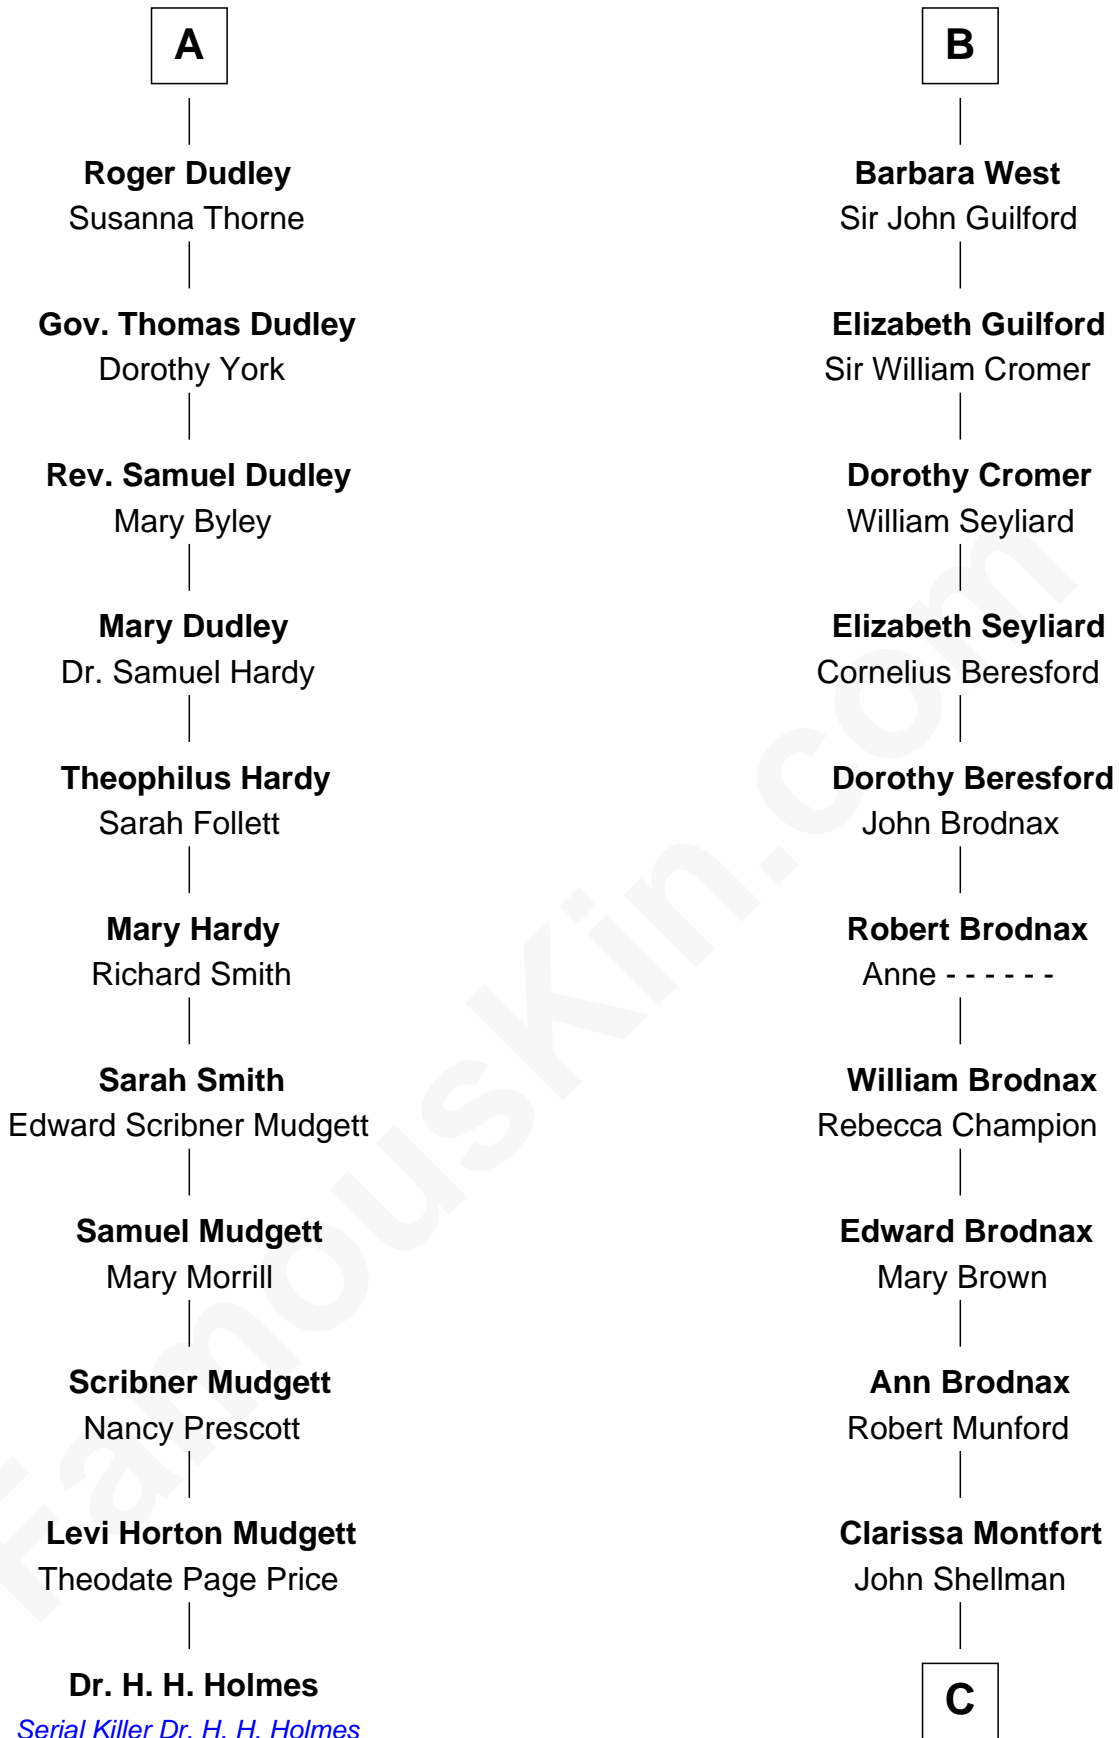 A
Roger Dudley
Susanna Thorne
Gov. Thomas Dudley
Dorothy York
Rev. Samuel Dudley
Mary Byley
Mary Dudley
Dr. Samuel Hardy
Theophilus Hardy
Sarah Follett
Mary Hardy
Richard Smith
Sarah Smith
Edward Scribner Mudgett
Samuel Mudgett
Mary Morrill
Scribner Mudgett
Nancy Prescott
Levi Horton Mudgett
Theodate Page Price
Dr. H. H. Holmes
Serial Killer Dr. H. H. Holmes
B
Barbara West
Sir John Guilford
Elizabeth Guilford
Sir William Cromer
Dorothy Cromer
William Seyliard
Elizabeth Seyliard
Cornelius Beresford
Dorothy Beresford
John Brodnax
Robert Brodnax
Anne - - - - - -
William Brodnax
Rebecca Champion
Edward Brodnax
Mary Brown
Ann Brodnax
Robert Munford
Clarissa Montfort
John Shellman
C
FamousKin.com